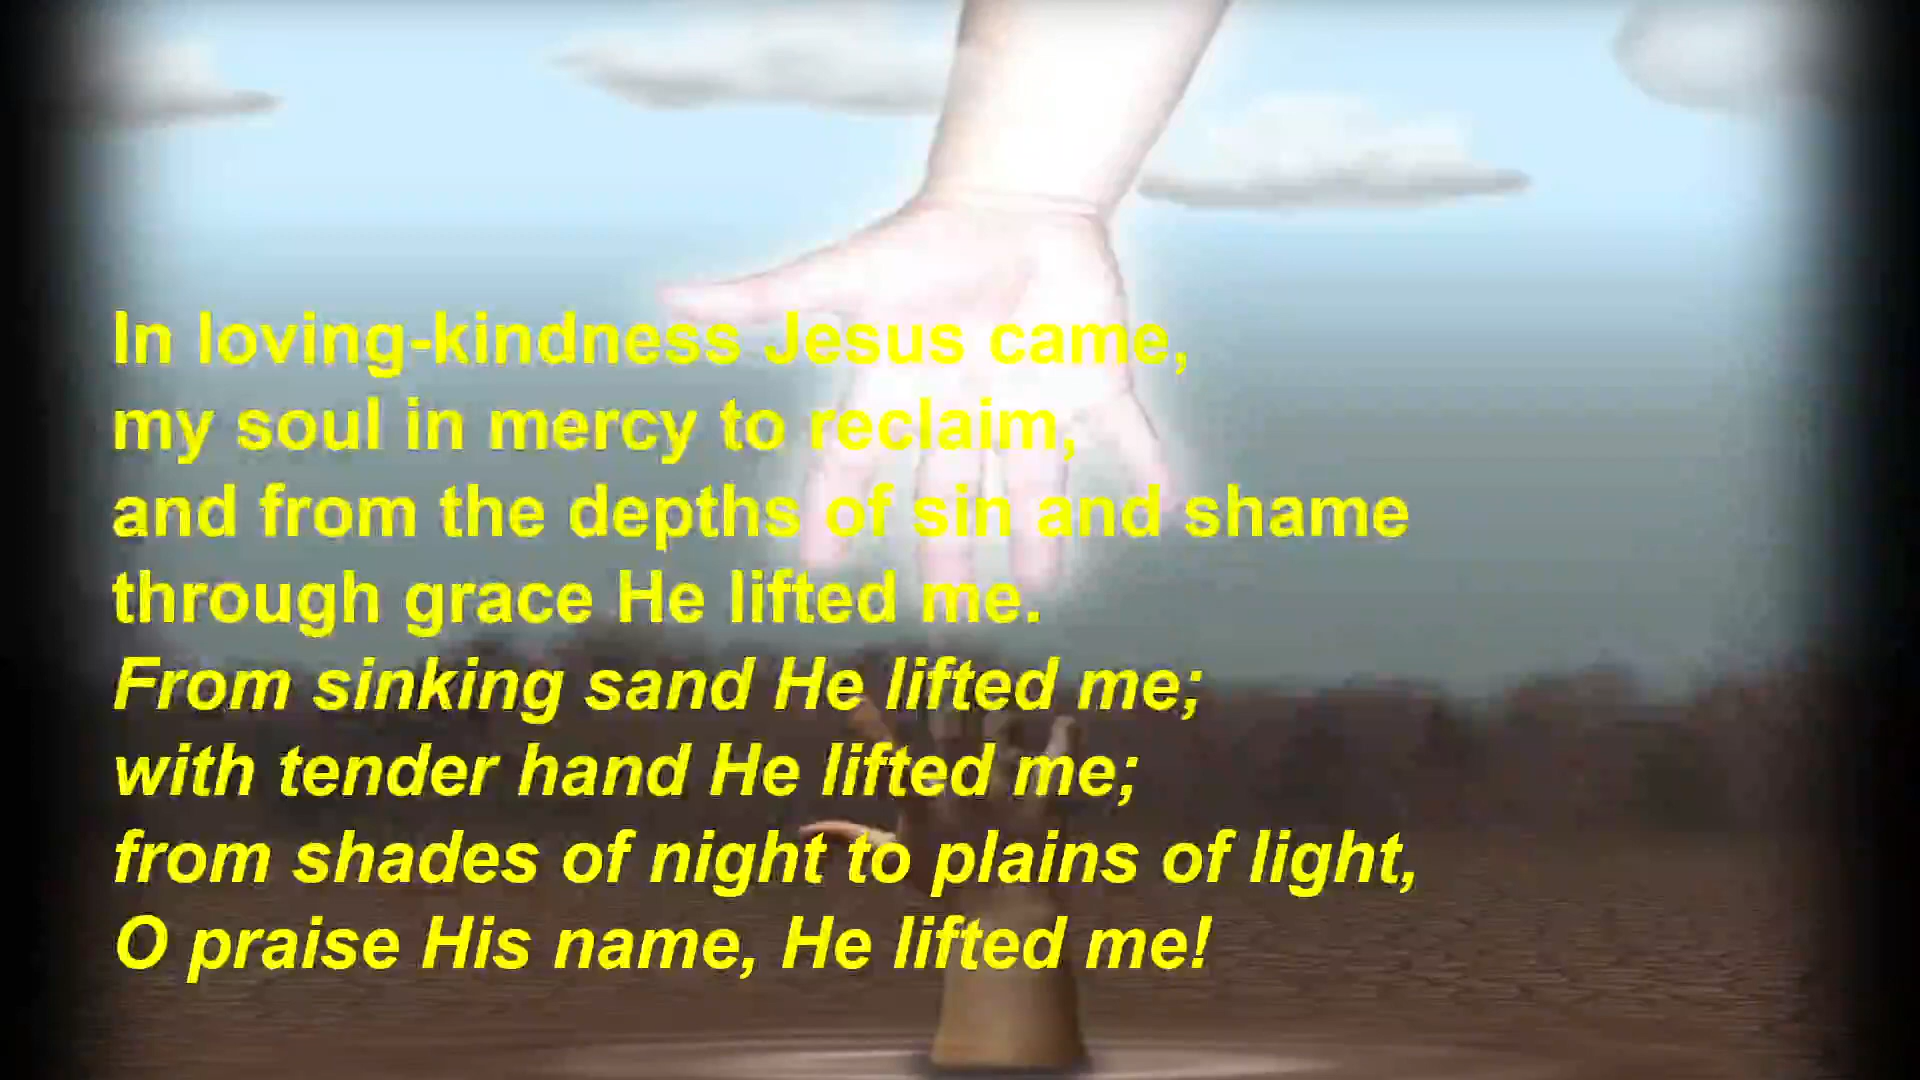 In loving-kindness Jesus came,
my soul in mercy to reclaim,
and from the depths of sin and shame
through grace He lifted me.
From sinking sand He lifted me;
with tender hand He lifted me;
from shades of night to plains of light,
O praise His name, He lifted me!